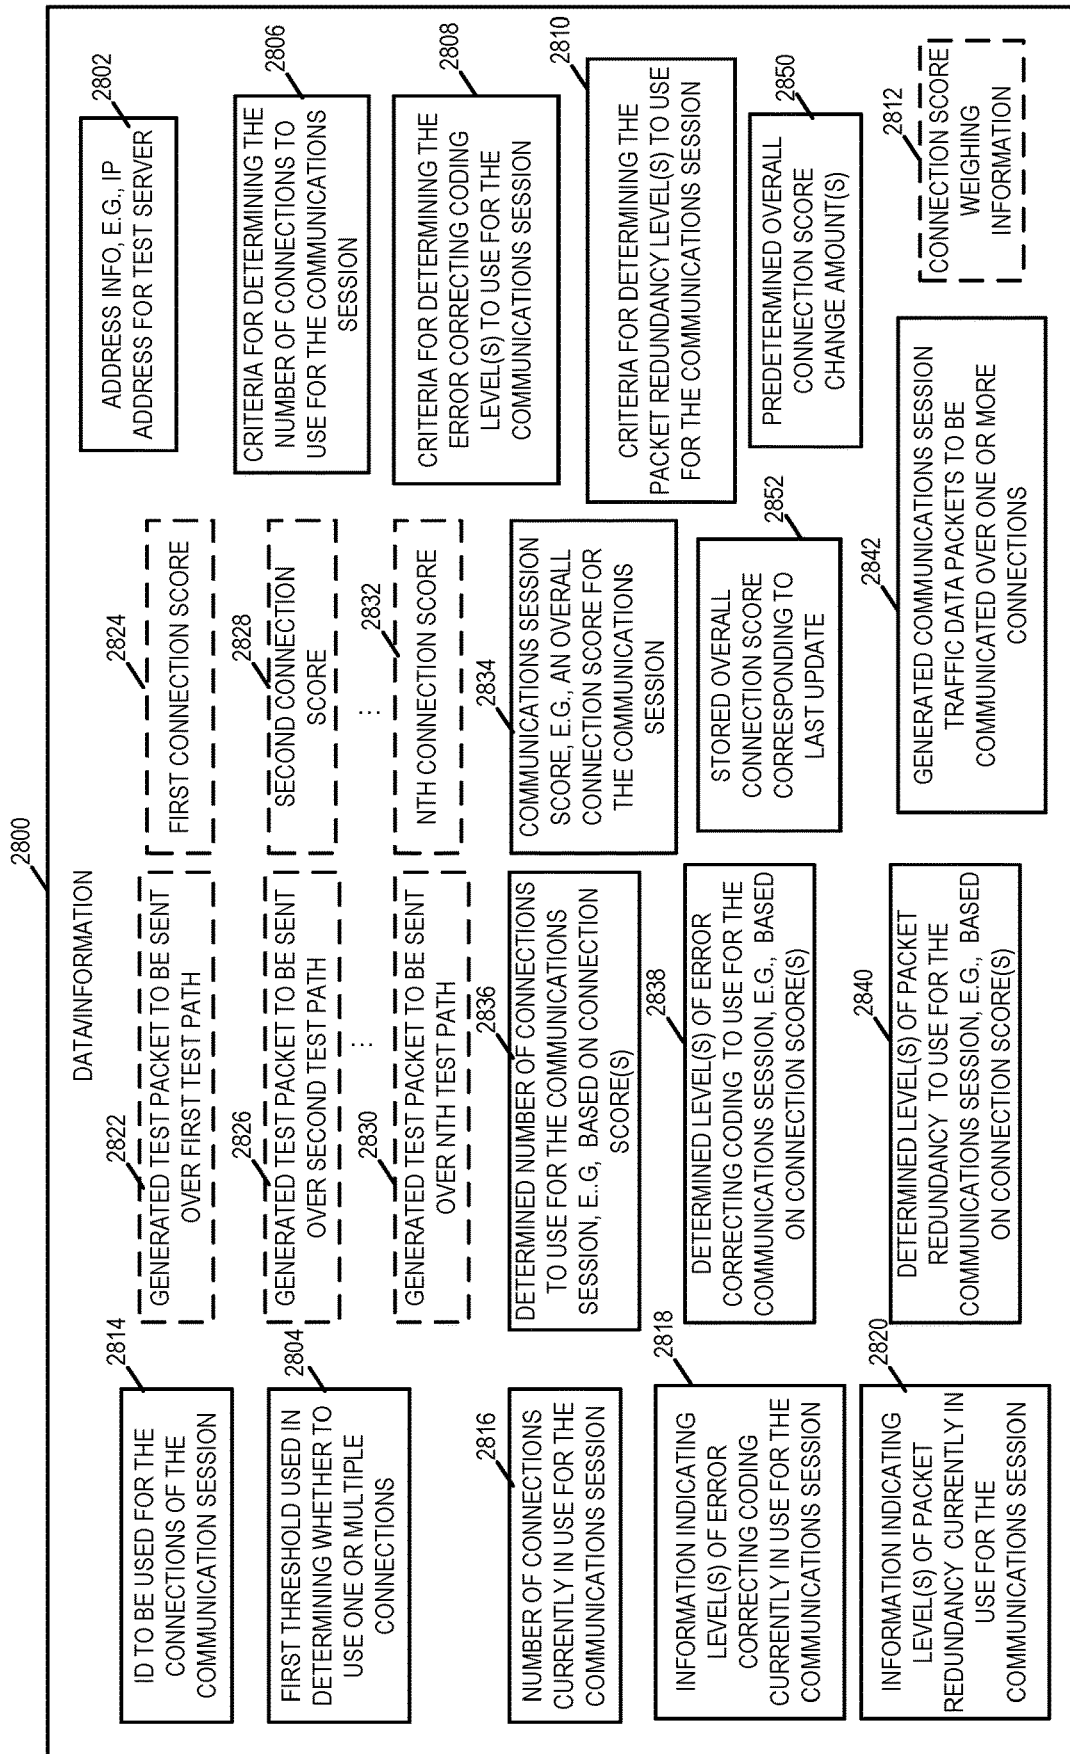 2800
DATA/INFORMATION
2814
ID TO BE USED FOR THE
CONNECTIONS OF THE
COMMUNICATION SESSION
2804
FIRST THRESHOLD USED IN
DETERMINING WHETHER TO
USE ONE OR MULTIPLE
CONNECTIONS
2816
NUMBER OF CONNECTIONS
CURRENTLY IN USE FOR THE
COMMUNICATIONS SESSION
2818
INFORMATION INDICATING
LEVEL(S) OF ERROR
CORRECTING CODING
CURRENTLY IN USE FOR THE
COMMUNICATIONS SESSION
2820
INFORMATION INDICATING
LEVEL(S) OF PACKET
REDUNDANCY CURRENTLY IN
USE FOR THE
COMMUNICATIONS SESSION
2822
GENERATED TEST PACKET TO BE SENT
OVER FIRST TEST PATH
2826
GENERATED TEST PACKET TO BE SENT
OVER SECOND TEST PATH
...
2830
GENERATED TEST PACKET TO BE SENT
OVER NTH TEST PATH
2836
DETERMINED NUMBER OF CONNECTIONS
TO USE FOR THE COMMUNICATIONS
SESSION, E..G, BASED ON CONNECTION
SCORE(S)
2838
DETERMINED LEVEL(S) OF ERROR
CORRECTING CODING TO USE FOR THE
COMMUNICATIONS SESSION, E.G., BASED
ON CONNECTION SCORE(S)
2840
DETERMINED LEVEL(S) OF PACKET
REDUNDANCY TO USE FOR THE
COMMUNICATIONS SESSION, E.G., BASED
ON CONNECTION SCORE(S)
2824
FIRST CONNECTION SCORE
2828
SECOND CONNECTION
SCORE
...
2832
NTH CONNECTION SCORE
2834
COMMUNICATIONS SESSION
SCORE, E.G., AN OVERALL
CONNECTION SCORE FOR
THE COMMUNICATIONS
SESSION
2852
STORED OVERALL
CONNECTION SCORE
CORRESPONDING TO
LAST UPDATE
2842
GENERATED COMMUNICATIONS SESSION
TRAFFIC DATA PACKETS TO BE
COMMUNICATED OVER ONE OR MORE
CONNECTIONS
2802
ADDRESS INFO, E.G., IP
ADDRESS FOR TEST SERVER
2806
CRITERIA FOR DETERMINING THE
NUMBER OF CONNECTIONS TO
USE FOR THE COMMUNICATIONS
SESSION
2808
CRITERIA FOR DETERMINING THE
ERROR CORRECTING CODING
LEVEL(S) TO USE FOR THE
COMMUNICATIONS SESSION
2810
CRITERIA FOR DETERMINING THE
PACKET REDUNDANCY LEVEL(S) TO USE
FOR THE COMMUNICATIONS SESSION
2850
PREDETERMINED OVERALL
CONNECTION SCORE
CHANGE AMOUNT(S)
2812
CONNECTION SCORE
WEIGHING
INFORMATION